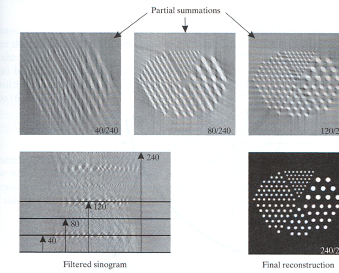 Partial summations
40/240
80/240
120/2
240
120
80
40
240/2
Filtered sinogram
Final reconstruction